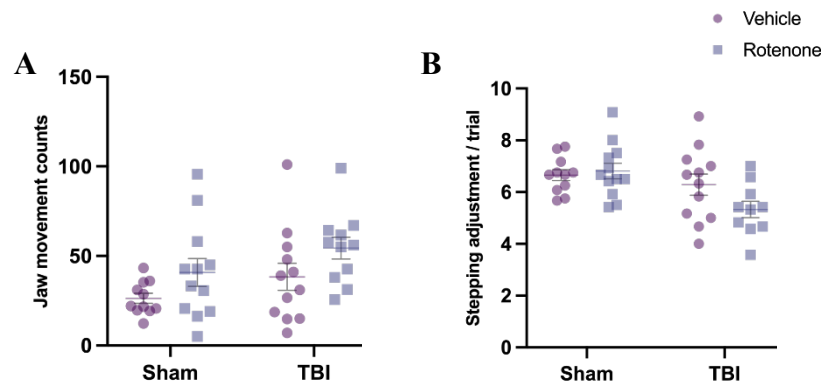 Vehicle
Rotenone
A
Jaw movement counts
150
100
50
0
Sham
TBI
B
Stepping adjustment / trial
10
8
6
4
2
0
Sham
TBI